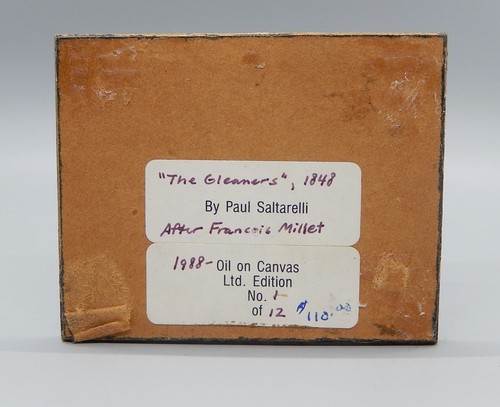 "The Gleaners", 1848
By Paul Saltarelli
After Francois Millet
1988- Oil on Canvas
Ltd. Edition
No. 1
of 12 $110.00